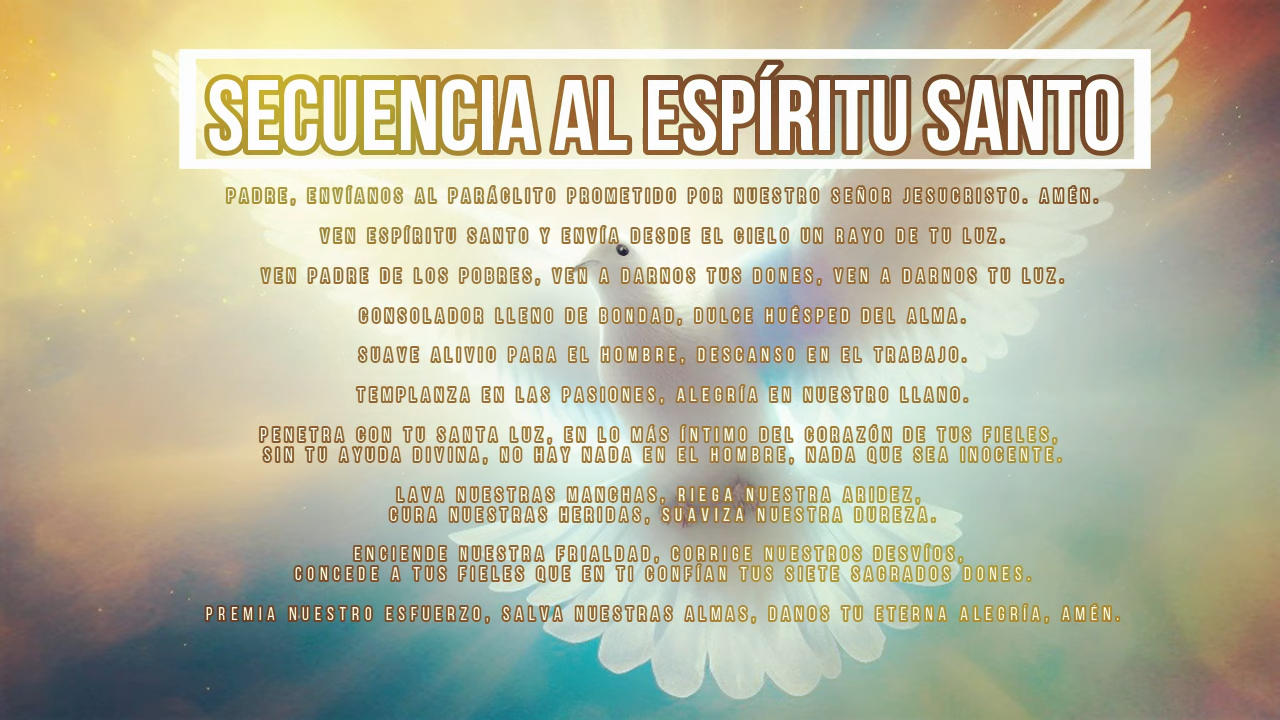 SECUENCIA AL ESPÍRITU SANTO
PADRE, ENVÍANOS AL PARÁCLITO PROMETIDO POR NUESTRO SEÑOR JESUCRISTO. AMÉN.
VEN ESPÍRITU SANTO Y ENVÍA DESDE EL CIELO UN RAYO DE TU LUZ.
VEN PADRE DE LOS POBRES, VEN A DARNOS TUS DONES, VEN A DARNOS TU LUZ.
CONSOLADOR LLENO DE BONDAD, DULCE HUÉSPED DEL ALMA.
SUAVE ALIVIO PARA EL HOMBRE, DESCANSO EN EL TRABAJO.
TEMPLANZA EN LAS PASIONES, ALEGRÍA EN NUESTRO LLANO.
PENETRA CON TU SANTA LUZ, EN LO MÁS ÍNTIMO DEL CORAZÓN DE TUS FIELES,
SIN TU AYUDA DIVINA, NO HAY NADA EN EL HOMBRE, NADA QUE SEA INOCENTE.
LAVA NUESTRAS MANCHAS, RIEGA NUESTRA ARIDEZ,
CURA NUESTRAS HERIDAS, SUAVIZA NUESTRA DUREZA.
ENCIENDE NUESTRA FRIALDAD, CORRIGE NUESTROS DESVÍOS,
CONCEDE A TUS FIELES QUE EN TI CONFÍAN TUS SIETE SAGRADOS DONES.
PREMIA NUESTRO ESFUERZO, SALVA NUESTRAS ALMAS, DANOS TU ETERNA ALEGRÍA, AMÉN.